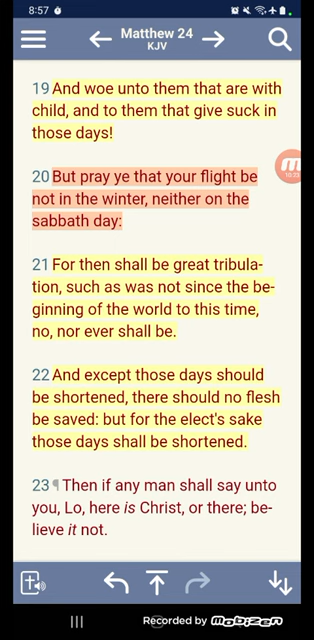 8:57
Matthew 24
KJV
19 And woe unto them that are with
child, and to them that give suck in
those days!
20 But pray ye that your flight be
not in the winter, neither on the
sabbath day:
21 For then shall be great tribula-
tion, such as was not since the be-
ginning of the world to this time,
no, nor ever shall be.
22 And except those days should
be shortened, there should no flesh
be saved: but for the elect's sake
those days shall be shortened.
23 ¶ Then if any man shall say unto
you, Lo, here is Christ, or there; be-
lieve it not.
Recorded by mobizen